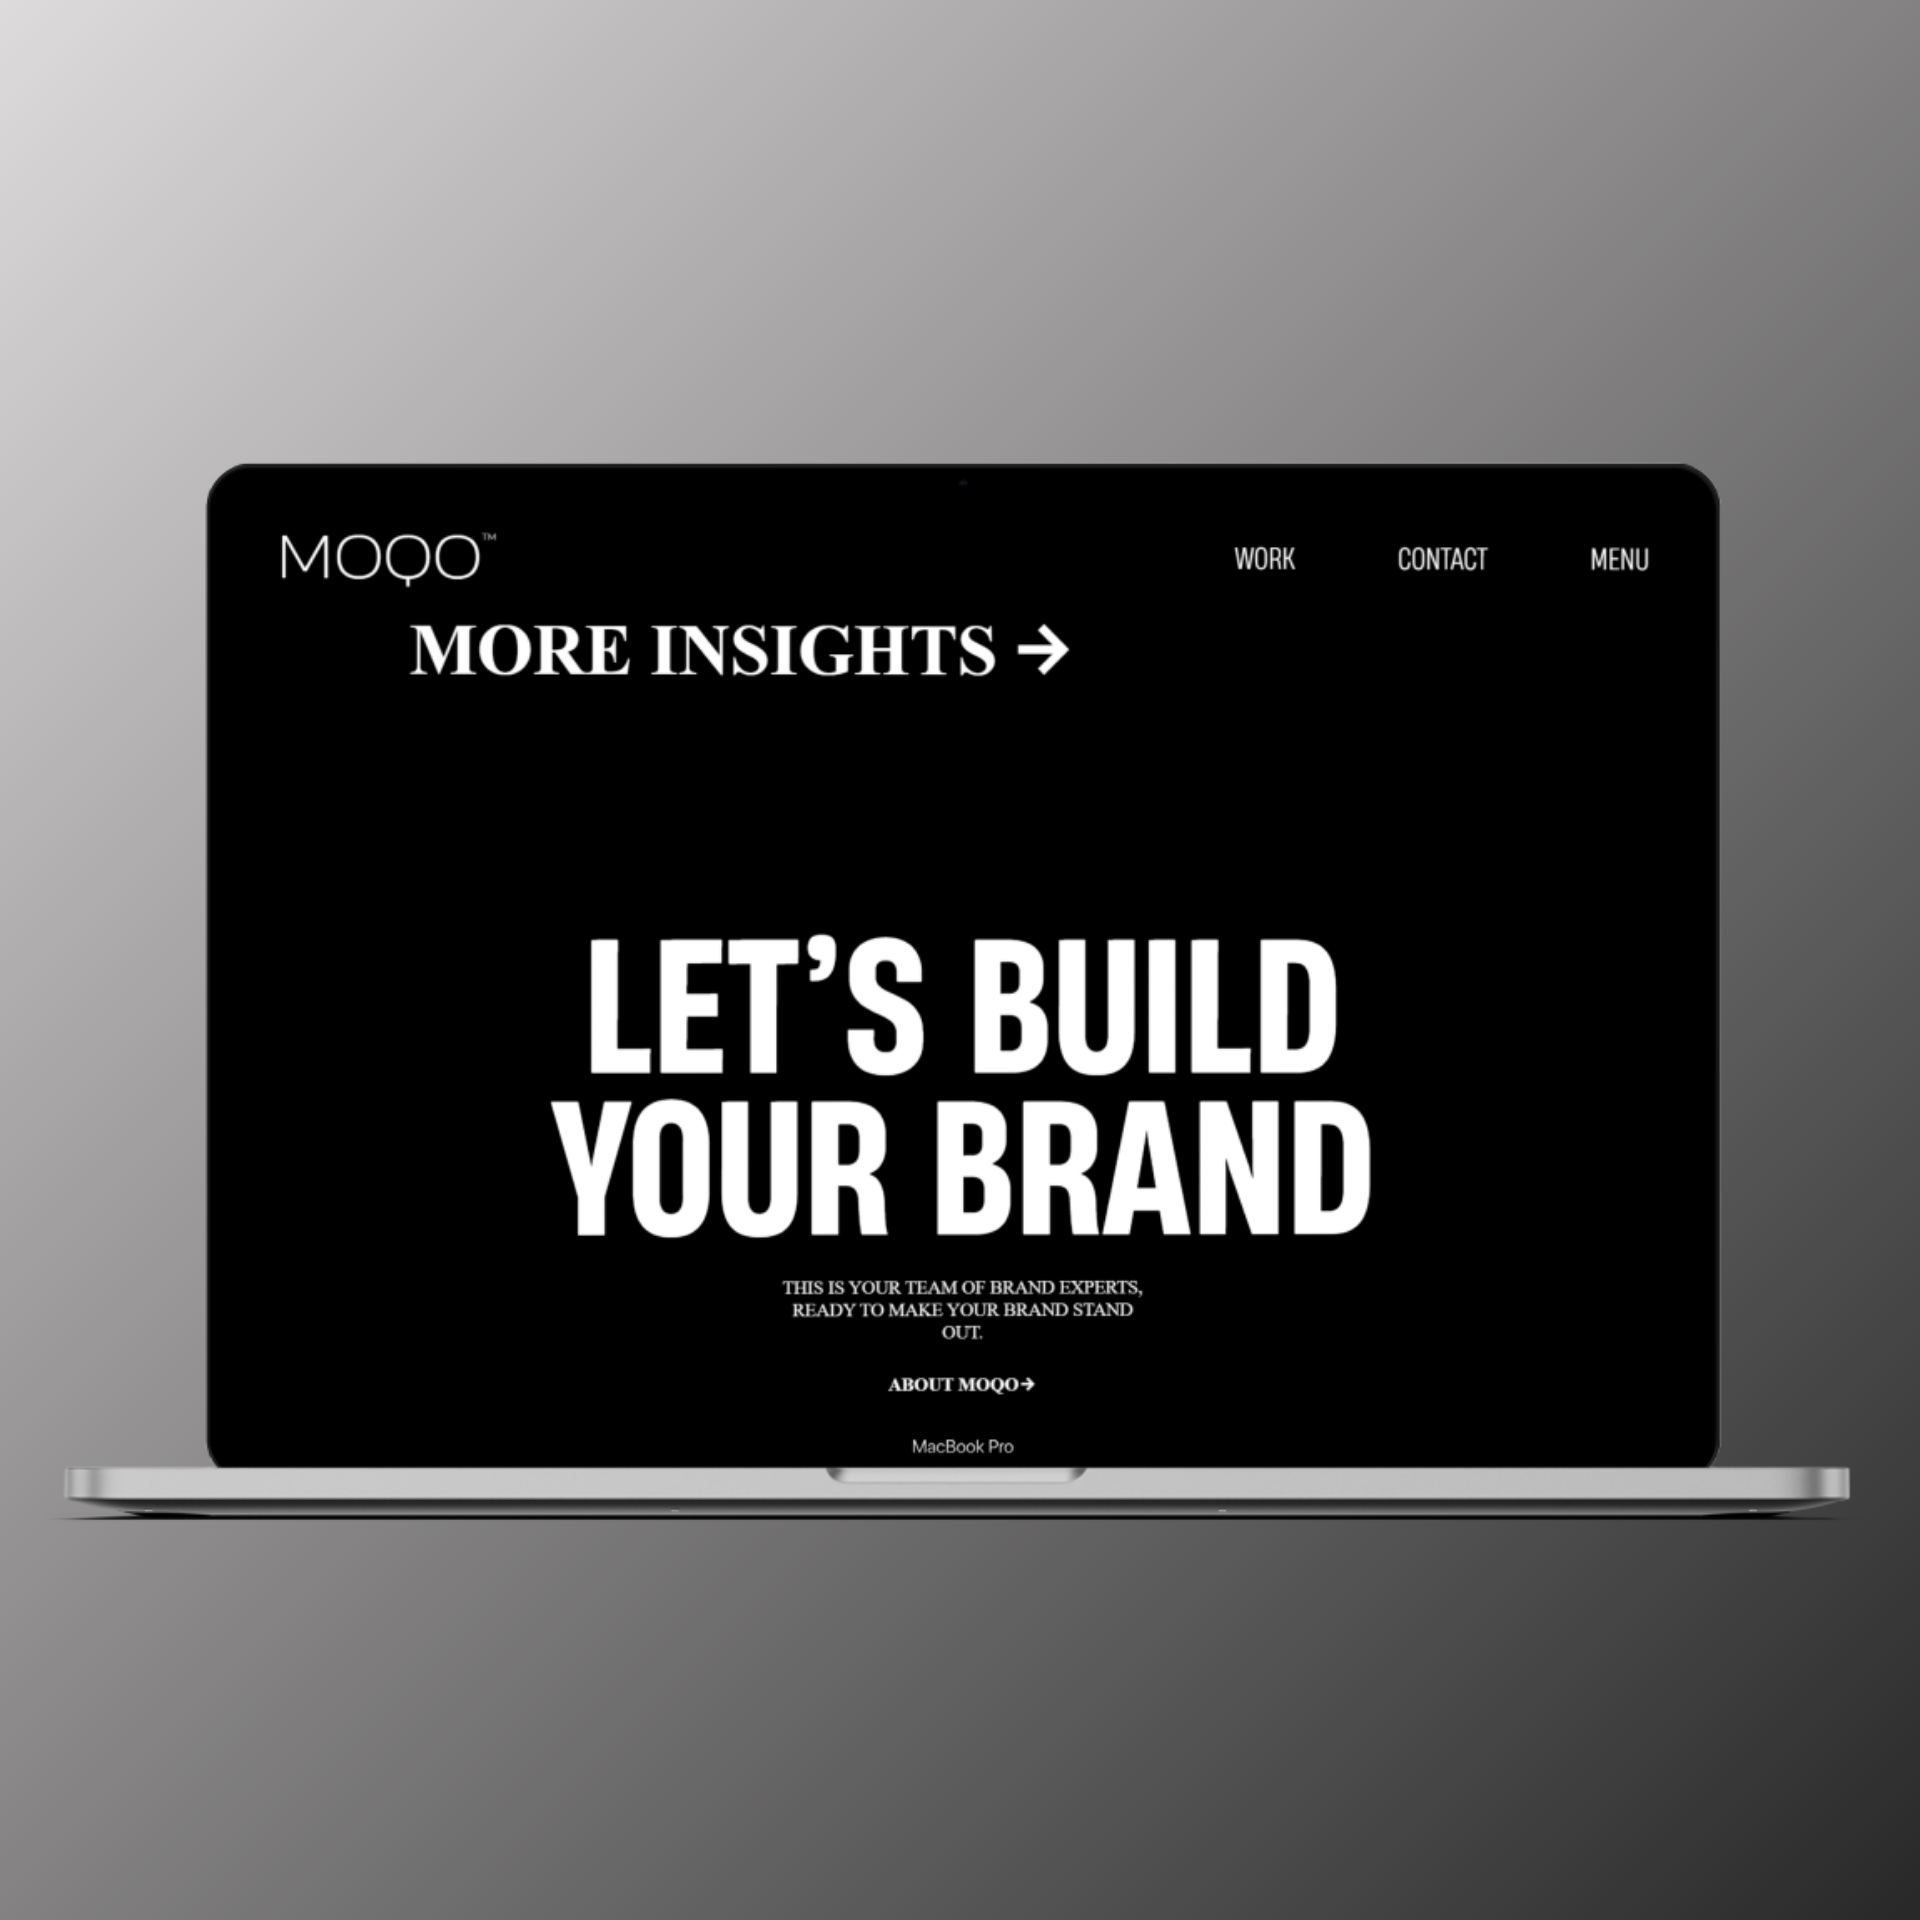 MOQO™
WORK CONTACT MENU
MORE INSIGHTS →
LET’S BUILD
YOUR BRAND
THIS IS YOUR TEAM OF BRAND EXPERTS,
READY TO MAKE YOUR BRAND STAND
OUT.
ABOUT MOQO→
MacBook Pro